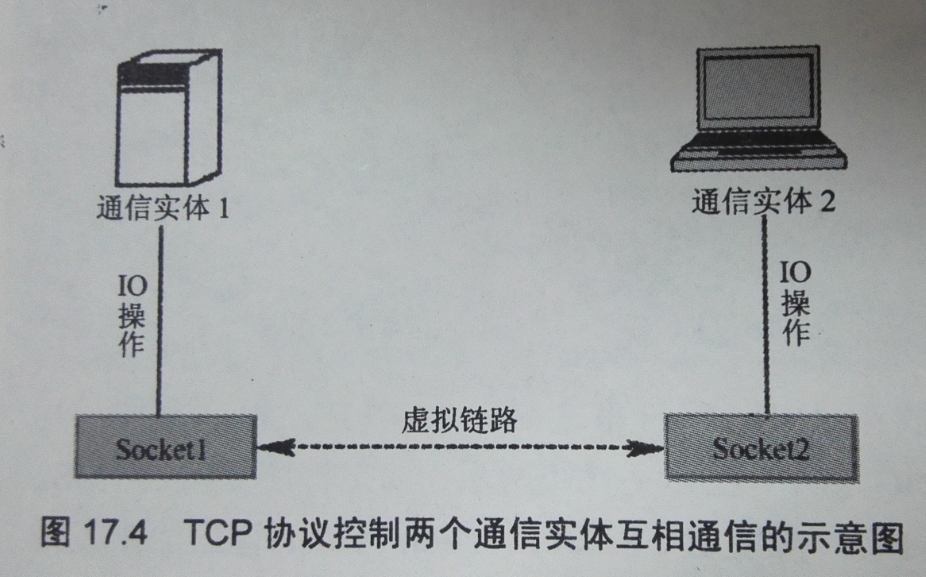 通信实体 1
通信实体 2
IO
操
作
IO
操
作
虚拟链路
Socket1
Socket2
图 17.4 TCP 协议控制两个通信实体互相通信的示意图